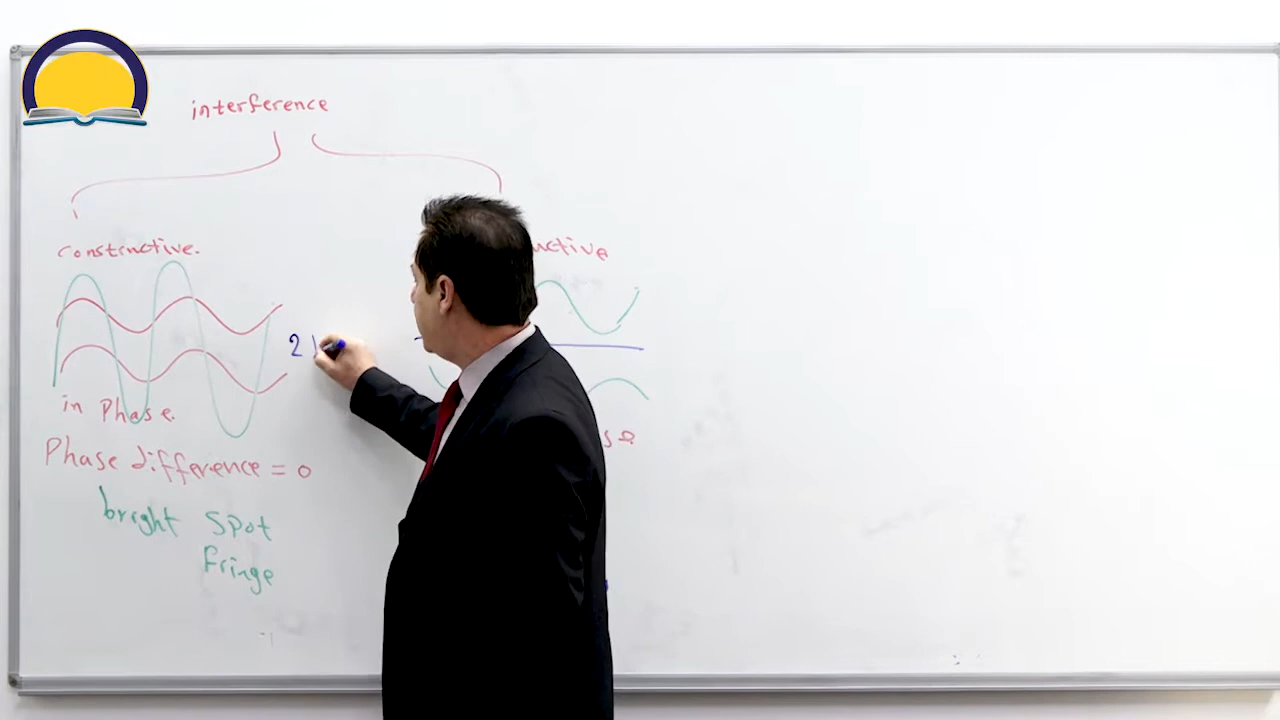 interference
constructive.
2
in Phase.
Phase difference = 0
bright spot
fringe